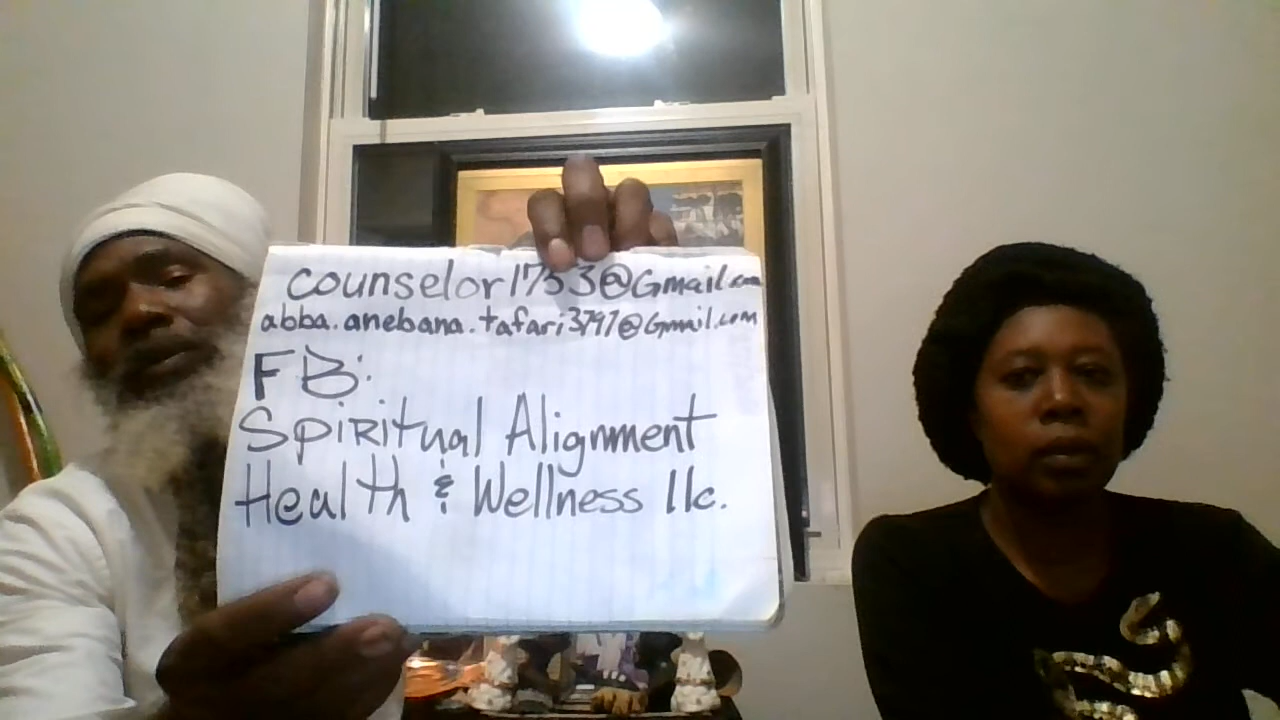 counselor1753@Gmail.com
abba.anebana.tafari3797@Gmail.com
FB:
Spiritual Alignment
Health & Wellness llc.